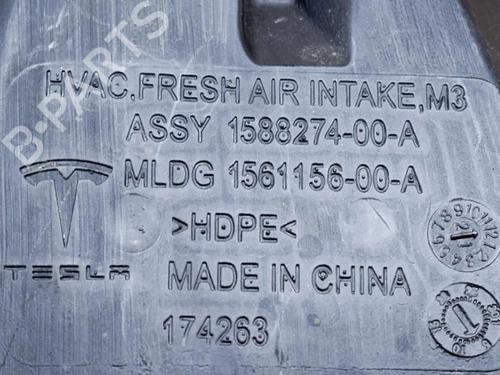 HVAC,FRESH AIR INTAKE,M3
ASSY 1588274-00-A
MLDG 1561156-00-A
>HDPE<
TESLA
MADE IN CHINA
174263
B-PARTS